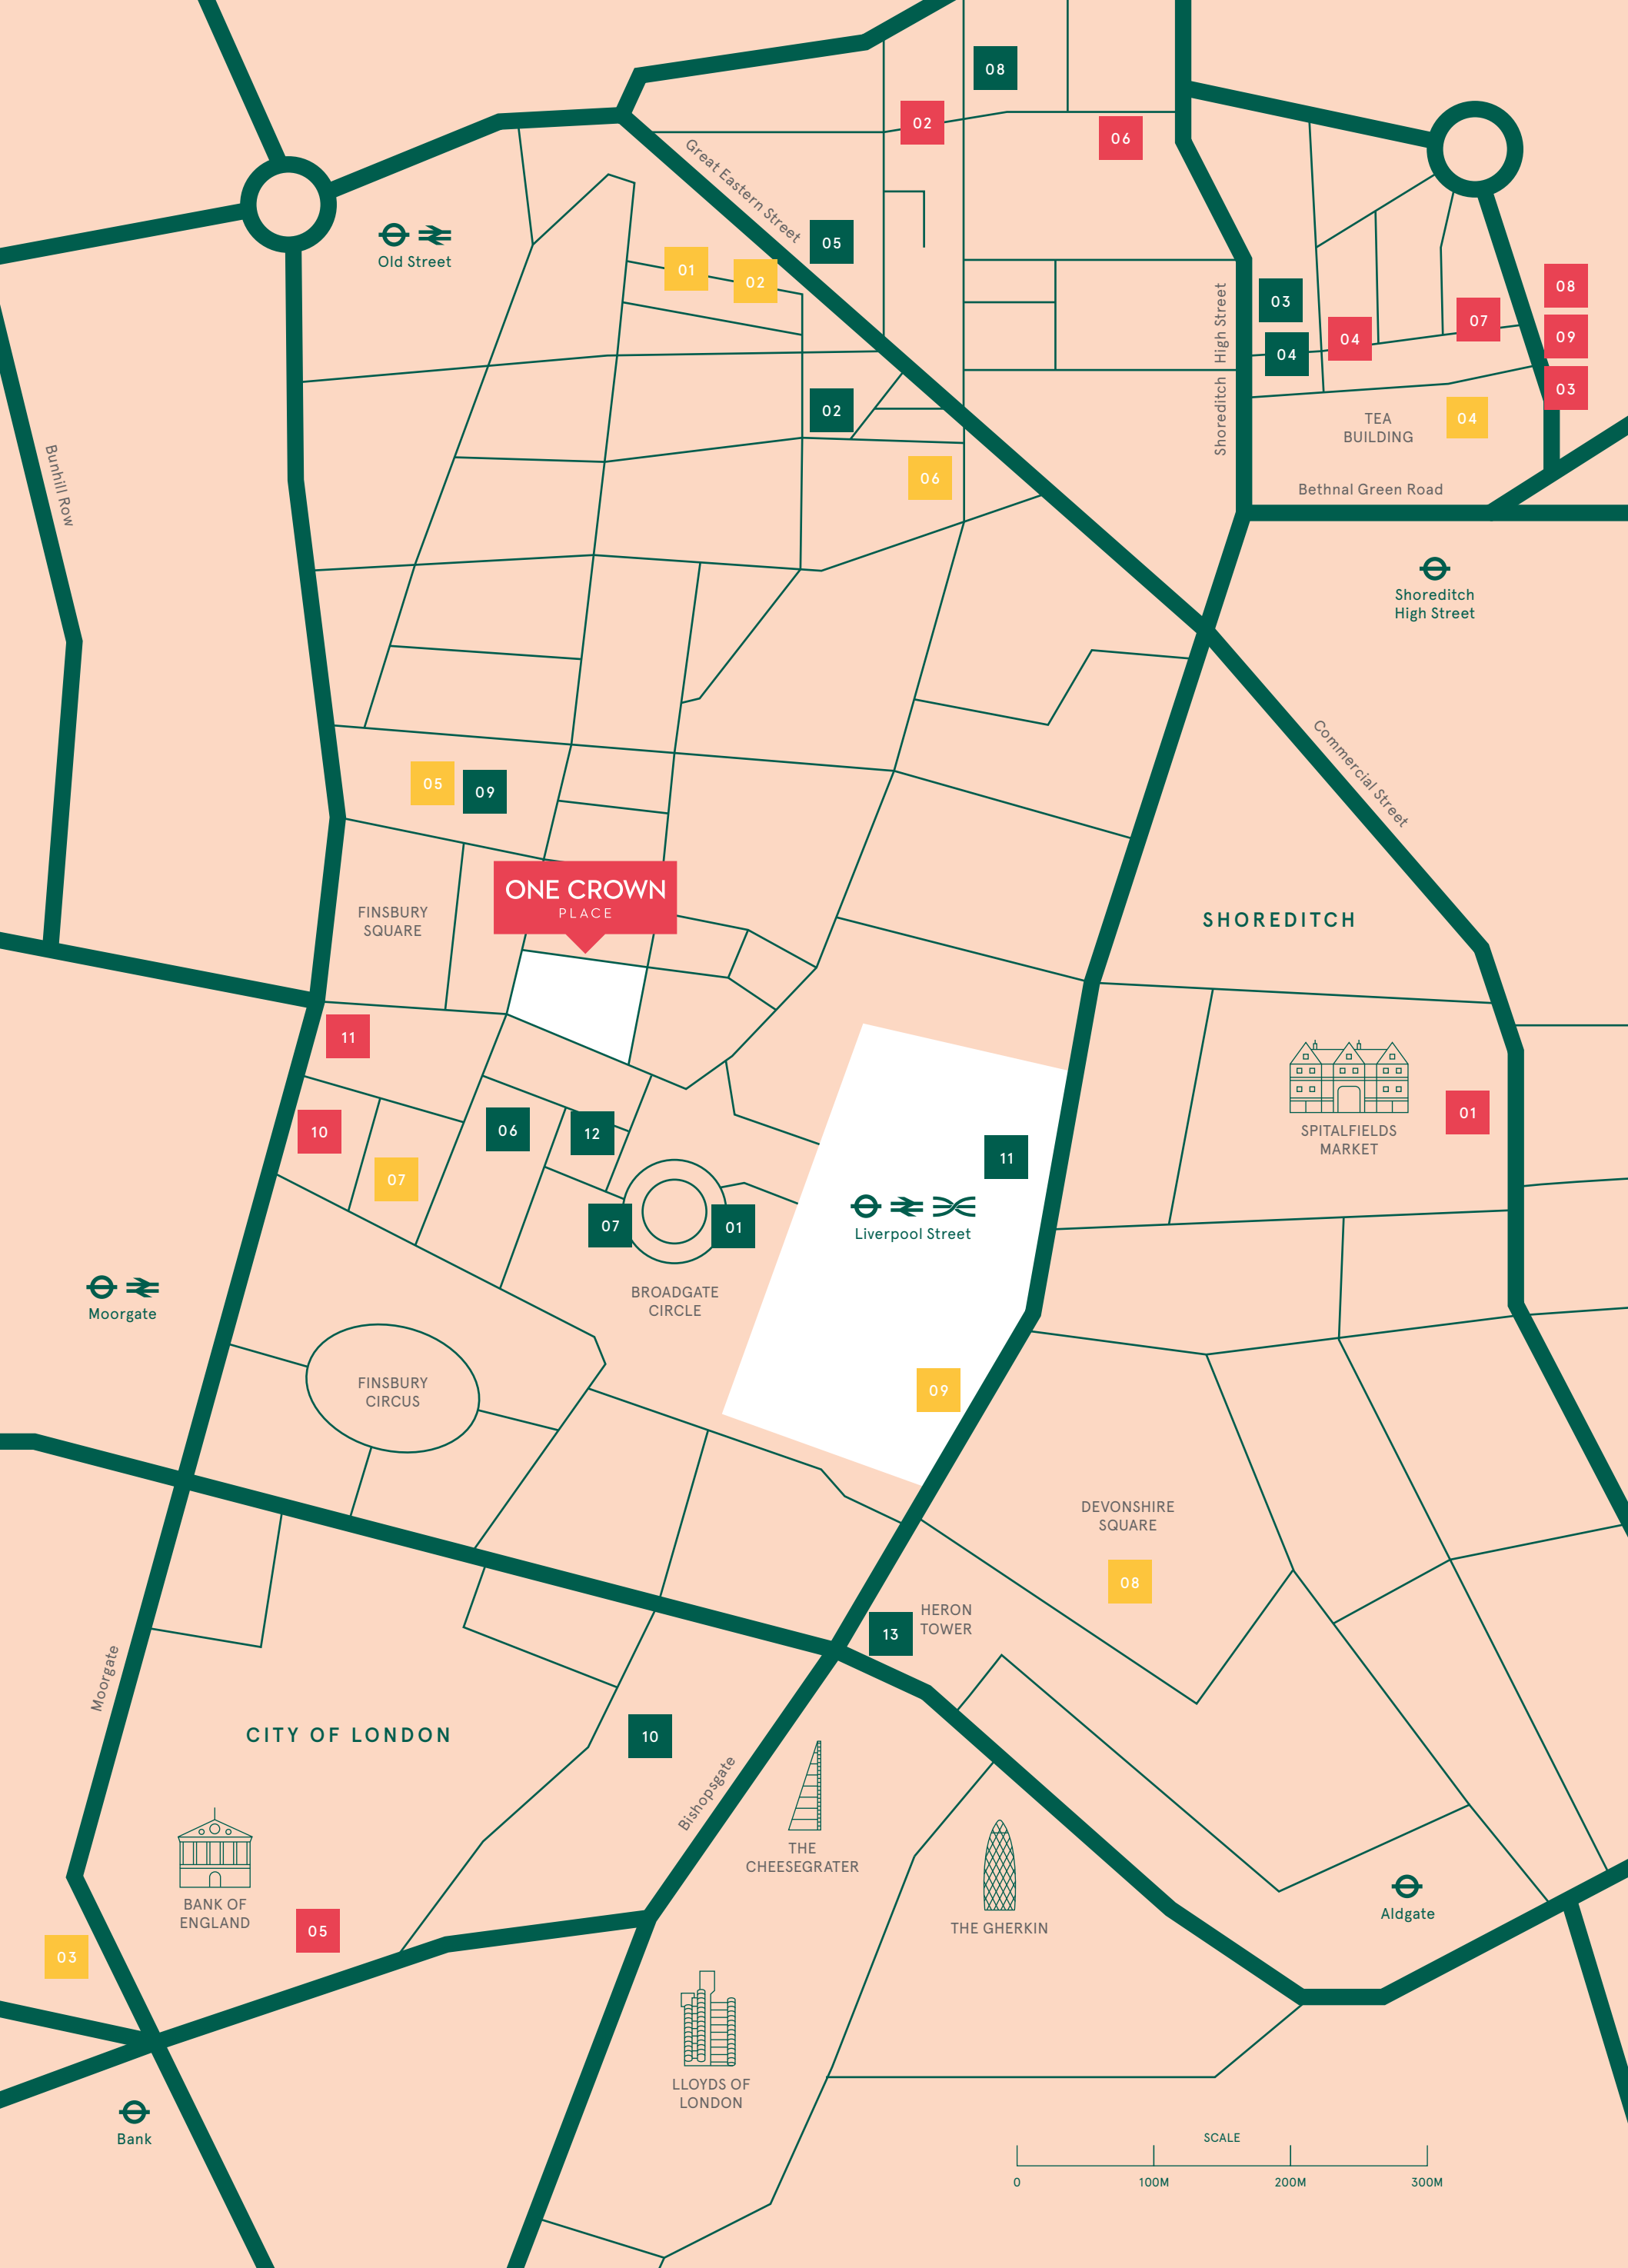 08
02
06
Great Eastern Street
05
Old Street
01
02
03
04
04
07
08
09
03
Shoreditch High Street
02
TEA
BUILDING
04
Bunhill Row
06
Bethnal Green Road
Shoreditch
High Street
Commercial Street
05
09
ONE CROWN
PLACE
FINSBURY
SQUARE
SHOREDITCH
11
10
07
06
12
11
01
SPITALFIELDS
MARKET
07
01
Liverpool Street
BROADGATE
CIRCLE
Moorgate
FINSBURY
CIRCUS
09
DEVONSHIRE
SQUARE
08
HERON
TOWER
13
Moorgate
CITY OF LONDON
10
Bishopsgate
THE
CHEESEGRATER
THE GHERKIN
Aldgate
BANK OF
ENGLAND
05
03
LLOYDS OF
LONDON
Bank
SCALE
0
100M
200M
300M